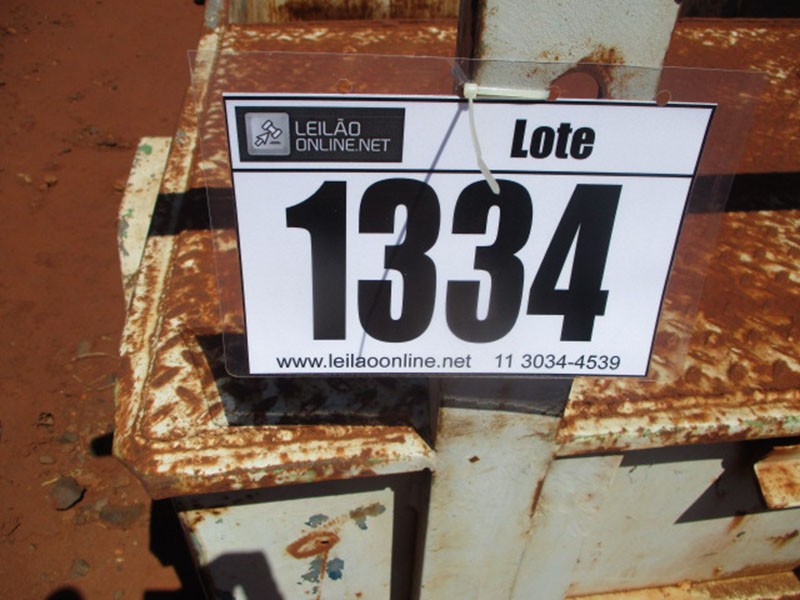 LEILÃO
ONLINE.NET
Lote
1334
www.leilaoonline.net 11 3034-4539